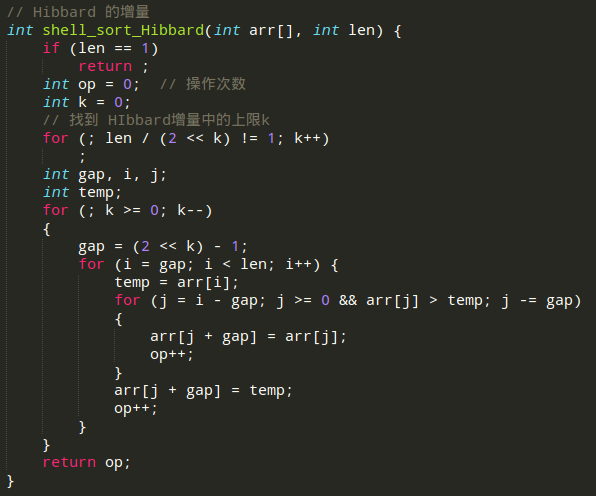 // Hibbard 的增量
int shell_sort_Hibbard(int arr[], int len) {
    if (len == 1)
        return ;
    int op = 0;  // 操作次数
    int k = 0;
    // 找到 HIbbard增量中的上限k
    for (; len / (2 << k) != 1; k++)
        ;
    int gap, i, j;
    int temp;
    for (; k >= 0; k--)
    {
        gap = (2 << k) - 1;
        for (i = gap; i < len; i++) {
            temp = arr[i];
            for (j = i - gap; j >= 0 && arr[j] > temp; j -= gap)
            {
                arr[j + gap] = arr[j];
                op++;
            }
            arr[j + gap] = temp;
            op++;
        }
    }
    return op;
}